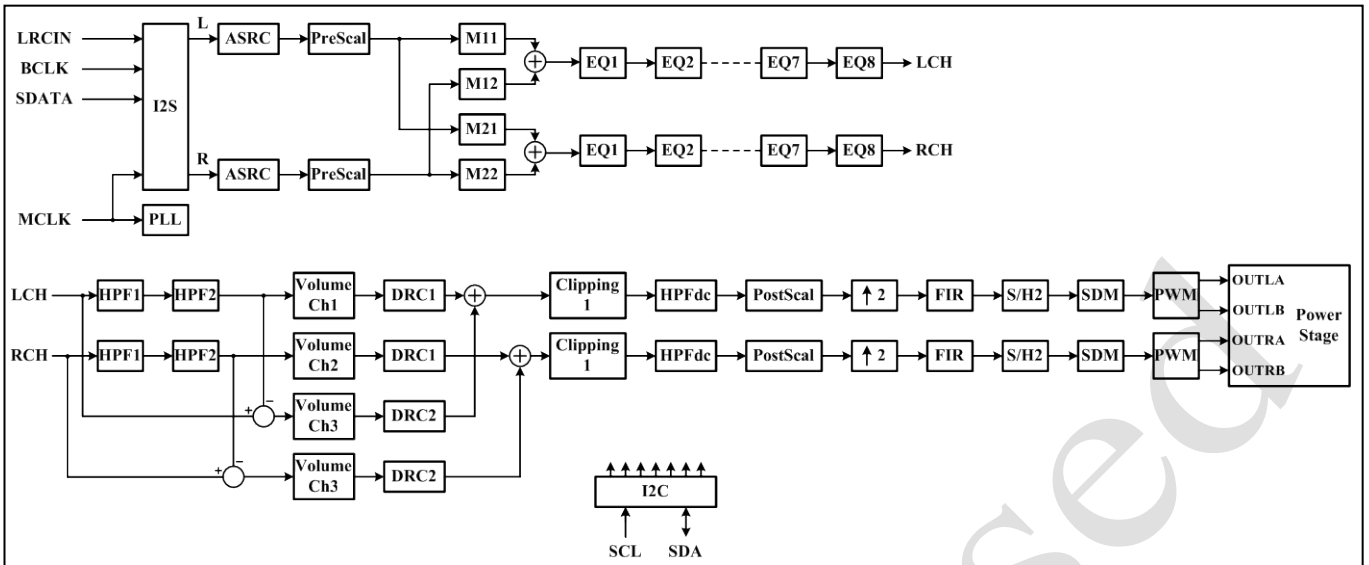 L
LRCIN
ASRC
PreScal
M11
BCLK
EQ1
EQ2
EQ7
EQ8
LCH
M12
SDATA
I2S
M21
R
EQ1
EQ2
EQ7
EQ8
RCH
ASRC
PreScal
M22
MCLK
PLL
LCH
HPF1
HPF2
Volume
Ch1
DRC1
Clipping
1
HPFdc
PostScal
↑ 2
FIR
S/H2
SDM
PWM
OUTLA
OUTLB
Power
Stage
RCH
HPF1
HPF2
Volume
Ch2
DRC1
Clipping
1
HPFdc
PostScal
↑ 2
FIR
S/H2
SDM
PWM
OUTRA
OUTRB
+
−
Volume
Ch3
DRC2
+
−
Volume
Ch3
DRC2
I2C
SCL
SDA
sed